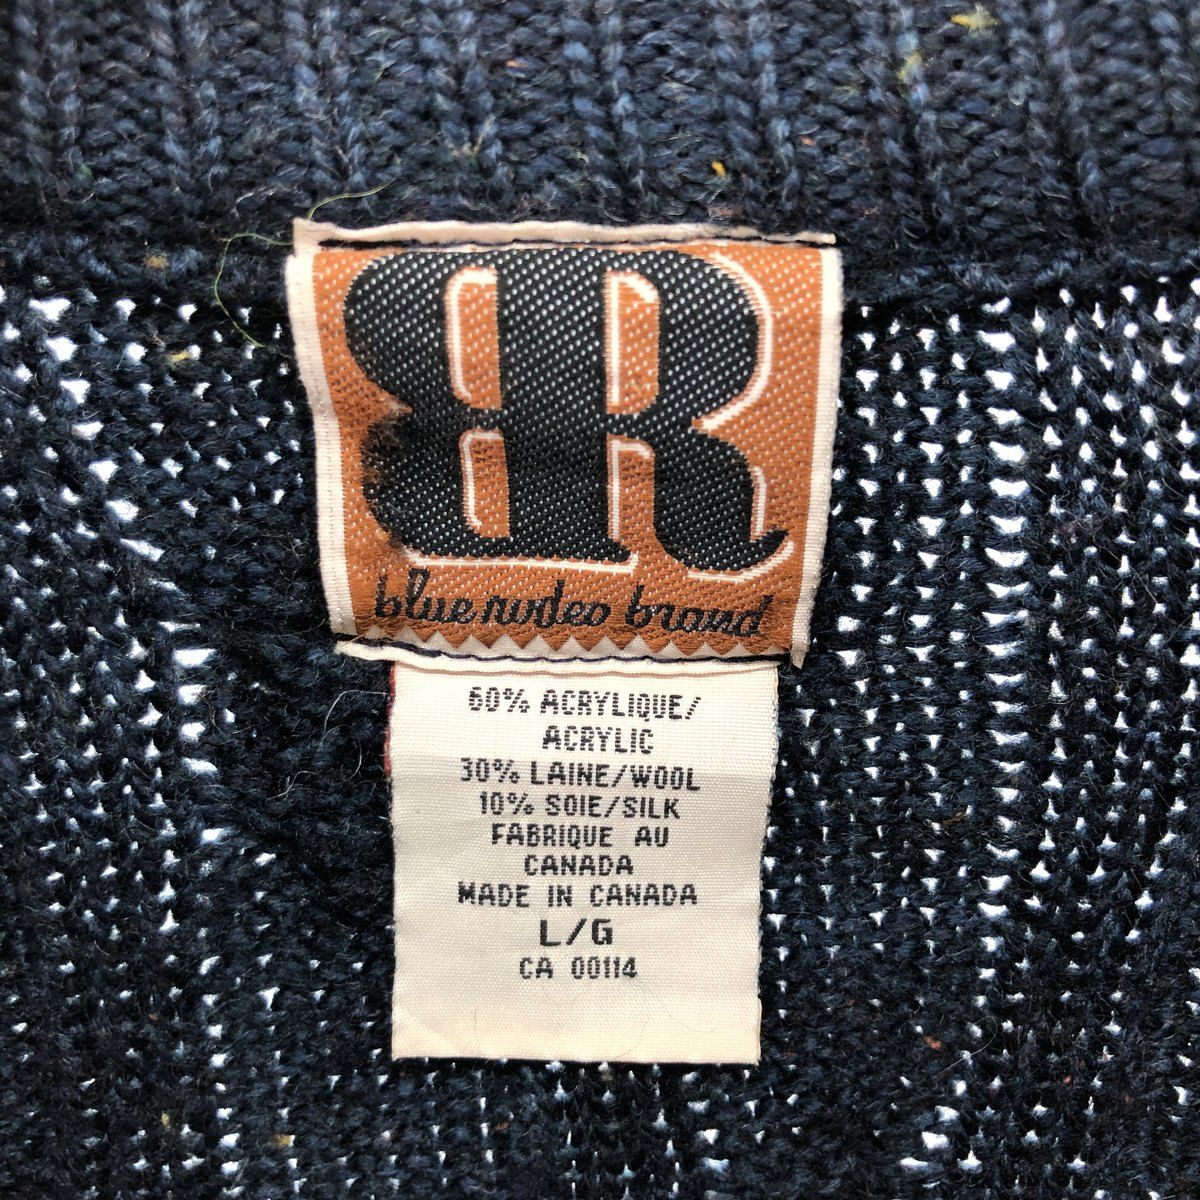 BR
blue rodeo brand
60% ACRYLIQUE/
ACRYLIC
30% LAINE/WOOL
10% SOIE/SILK
FABRIQUE AU
CANADA
MADE IN CANADA
L/G
CA 00114